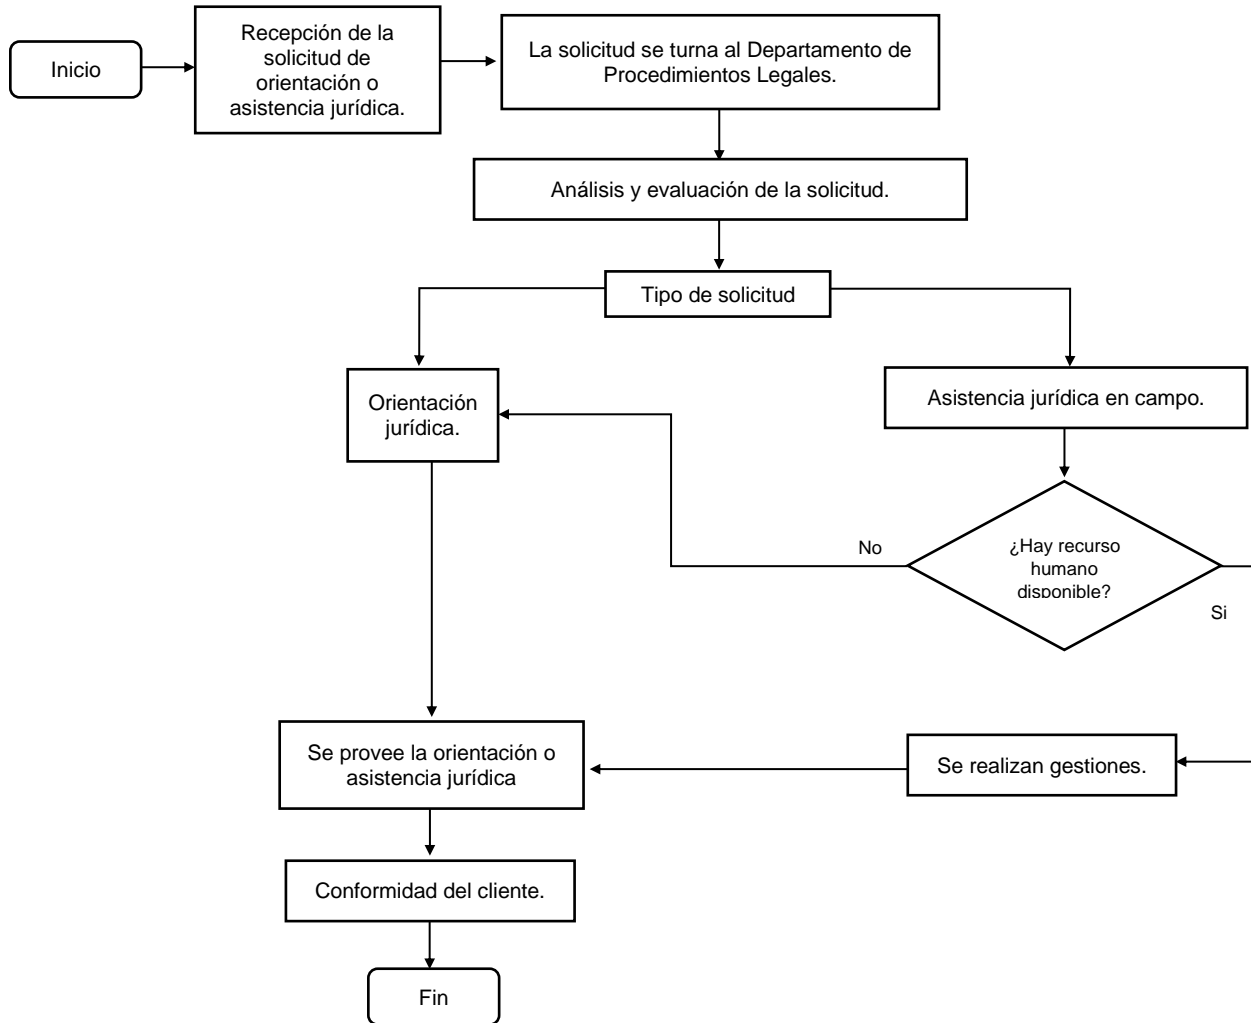 Inicio
Recepción de la
solicitud de
orientación o
asistencia jurídica.
La solicitud se turna al Departamento de
Procedimientos Legales.
Análisis y evaluación de la solicitud.
Tipo de solicitud
Orientación
jurídica.
Asistencia jurídica en campo.
¿Hay recurso
humano
disponible?
No
Si
Se provee la orientación o
asistencia jurídica
Se realizan gestiones.
Conformidad del cliente.
Fin